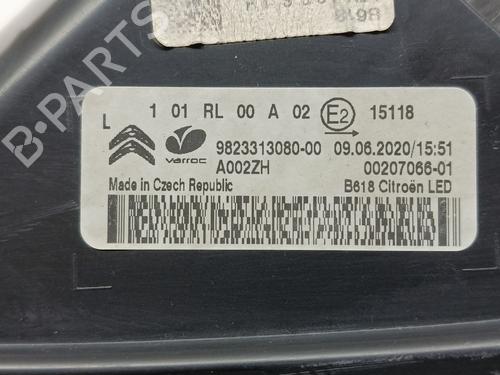 B618
L 1 01 RL 00 A 02 E2 15118
varroc 9823313080-00 09.06.2020/15:51
A002ZH 00207066-01
Made in Czech Republic B618 Citroën LED
B-PARTS